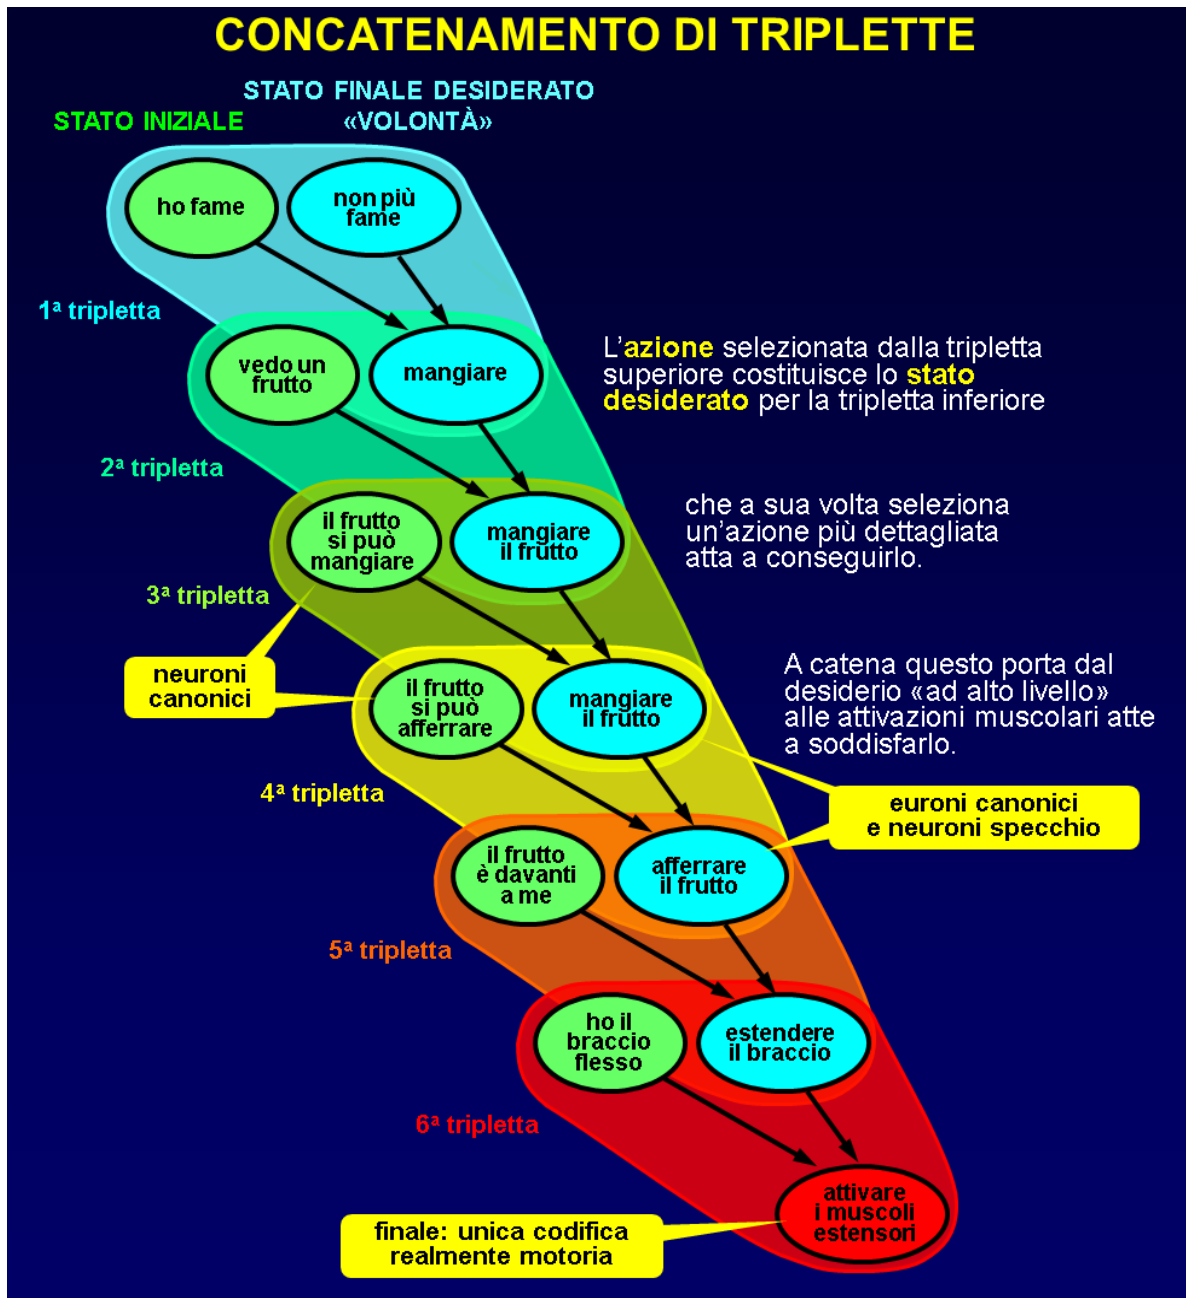 CONCATENAMENTO DI TRIPLETTE
STATO FINALE DESIDERATO
«VOLONTÀ»
STATO INIZIALE
ho fame
non più
fame
1ª tripletta
vedo un
frutto
mangiare
L’azione selezionata dalla tripletta
superiore costituisce lo stato
desiderato per la tripletta inferiore
2ª tripletta
il frutto
si può
mangiare
mangiare
il frutto
che a sua volta seleziona
un’azione più dettagliata
atta a conseguirlo.
3ª tripletta
neuroni
canonici
il frutto
si può
afferrare
mangiare
il frutto
A catena questo porta dal
desiderio «ad alto livello»
alle attivazioni muscolari atte
a soddisfarlo.
4ª tripletta
euroni canonici
e neuroni specchio
il frutto
è davanti
a me
afferrare
il frutto
5ª tripletta
ho il
braccio
flesso
estendere
il braccio
6ª tripletta
attivare
i muscoli
estensori
finale: unica codifica
realmente motoria